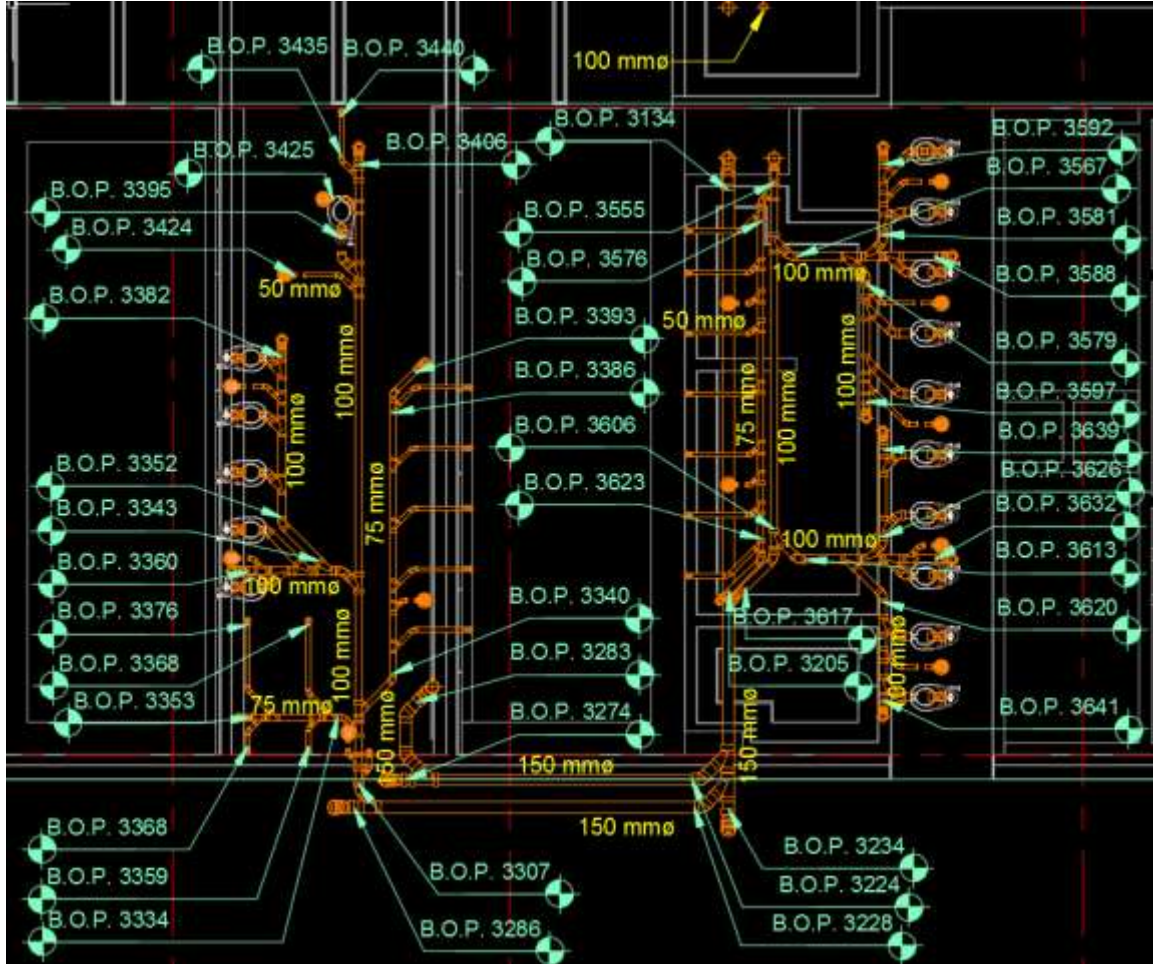 B.O.P. 3435
B.O.P. 3440
100 mmø
B.O.P. 3425
B.O.P. 3406
B.O.P. 3134
B.O.P. 3592
B.O.P. 3567
B.O.P. 3395
B.O.P. 3424
B.O.P. 3555
B.O.P. 3581
B.O.P. 3576
100 mmø
B.O.P. 3588
50 mmø
B.O.P. 3382
B.O.P. 3393
50 mmø
B.O.P. 3579
B.O.P. 3386
100 mmø
100 mmø
75 mmø
100 mmø
B.O.P. 3597
B.O.P. 3606
B.O.P. 3639
100 mmø
B.O.P. 3352
B.O.P. 3623
B.O.P. 3626
75 mmø
B.O.P. 3343
B.O.P. 3632
100 mmø
B.O.P. 3613
B.O.P. 3360
100 mmø
B.O.P. 3340
B.O.P. 3376
B.O.P. 3617
B.O.P. 3620
B.O.P. 3283
B.O.P. 3368
B.O.P. 3205
100 mmø
100 mmø
B.O.P. 3353
75 mmø
B.O.P. 3274
B.O.P. 3641
150 mmø
150 mmø
150 mmø
150 mmø
B.O.P. 3368
B.O.P. 3234
B.O.P. 3359
B.O.P. 3307
B.O.P. 3224
B.O.P. 3334
B.O.P. 3286
B.O.P. 3228